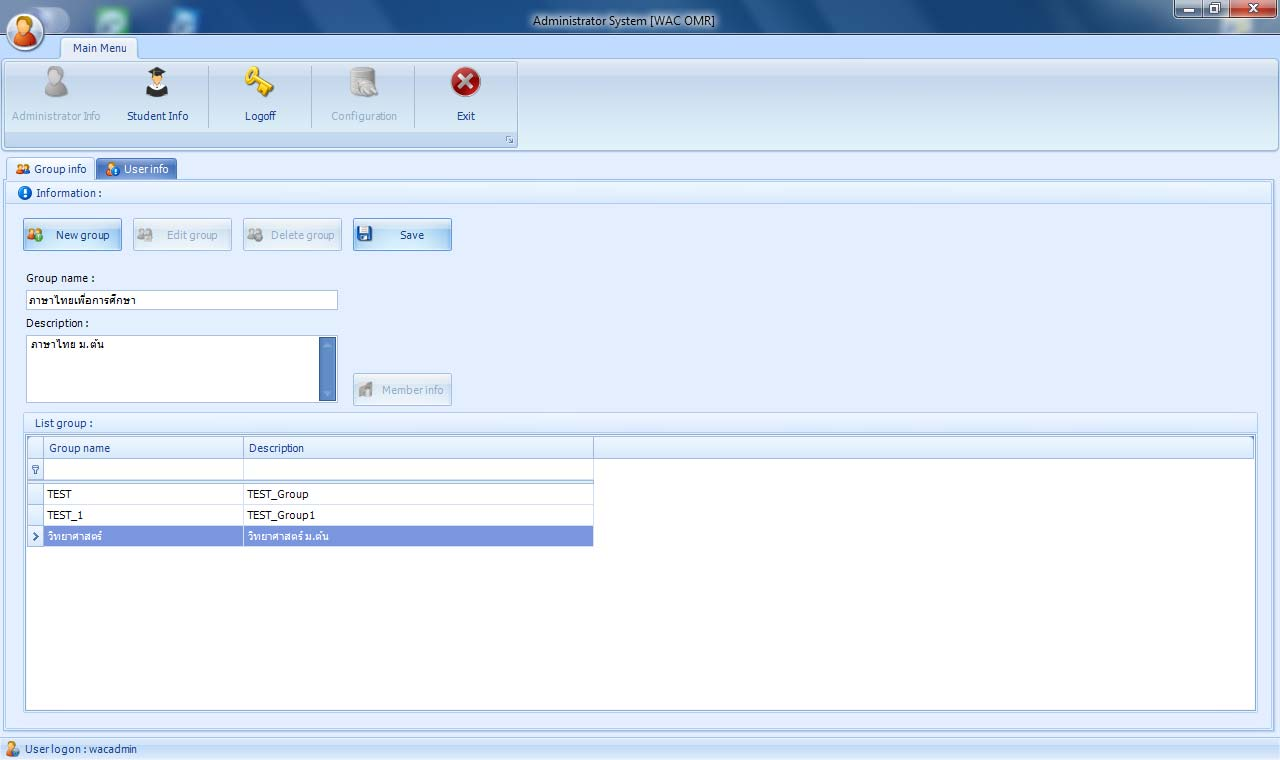 Administrator System [WAC OMR]
Main Menu
Administrator Info
Student Info
Logoff
Configuration
Exit
Group info
User info
Information :
New group
Edit group
Delete group
Save
Group name :
ภาษาไทยเพื่อการศึกษา
Description :
ภาษาไทย ม.ต้น
Member info
List group :
Group name Description
TEST TEST_Group
TEST_1 TEST_Group1
วิทยาศาสตร์ วิทยาศาสตร์ ม.ต้น
User logon : wacadmin